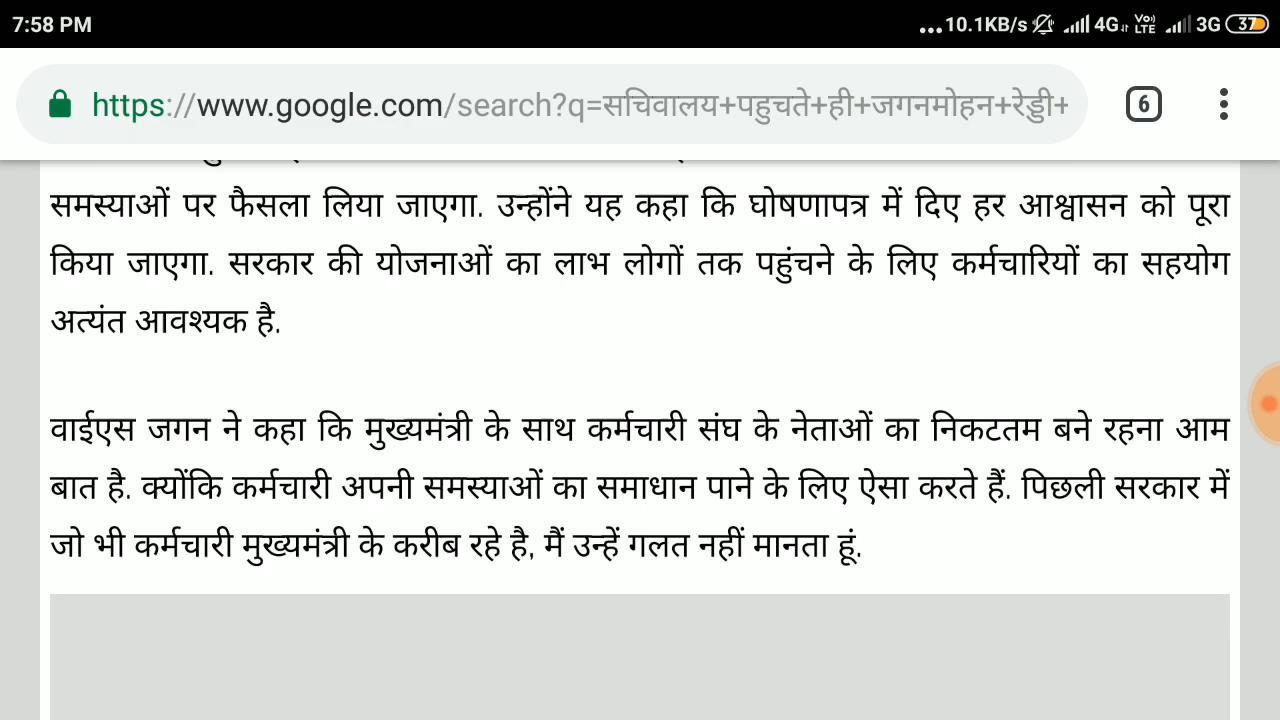 7:58 PM
...10.1KB/s 4G Vo) LTE 3G 37
https://www.google.com/search?q=सचिवालय+पहुचते+ही+जगनमोहन+रेड्डी+
6
समस्याओं पर फैसला लिया जाएगा. उन्होंने यह कहा कि घोषणापत्र में दिए हर आश्वासन को पूरा
किया जाएगा. सरकार की योजनाओं का लाभ लोगों तक पहुंचने के लिए कर्मचारियों का सहयोग
अत्यंत आवश्यक है.
वाईएस जगन ने कहा कि मुख्यमंत्री के साथ कर्मचारी संघ के नेताओं का निकटतम बने रहना आम
बात है. क्योंकि कर्मचारी अपनी समस्याओं का समाधान पाने के लिए ऐसा करते हैं. पिछली सरकार में
जो भी कर्मचारी मुख्यमंत्री के करीब रहे है, मैं उन्हें गलत नहीं मानता हूं.